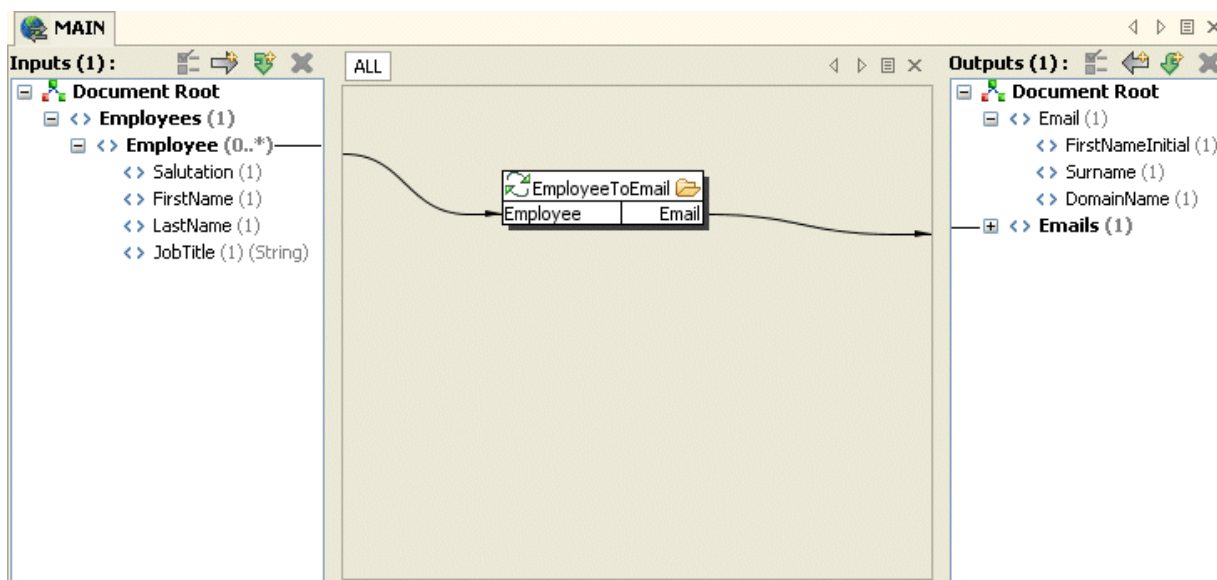 MAIN
Inputs (1):
Document Root
Employees (1)
Employee (0..*)
Salutation (1)
FirstName (1)
LastName (1)
JobTitle (1) (String)
ALL
EmployeeToEmail
Employee
Email
Outputs (1):
Document Root
Email (1)
FirstNameInitial (1)
Surname (1)
DomainName (1)
Emails (1)